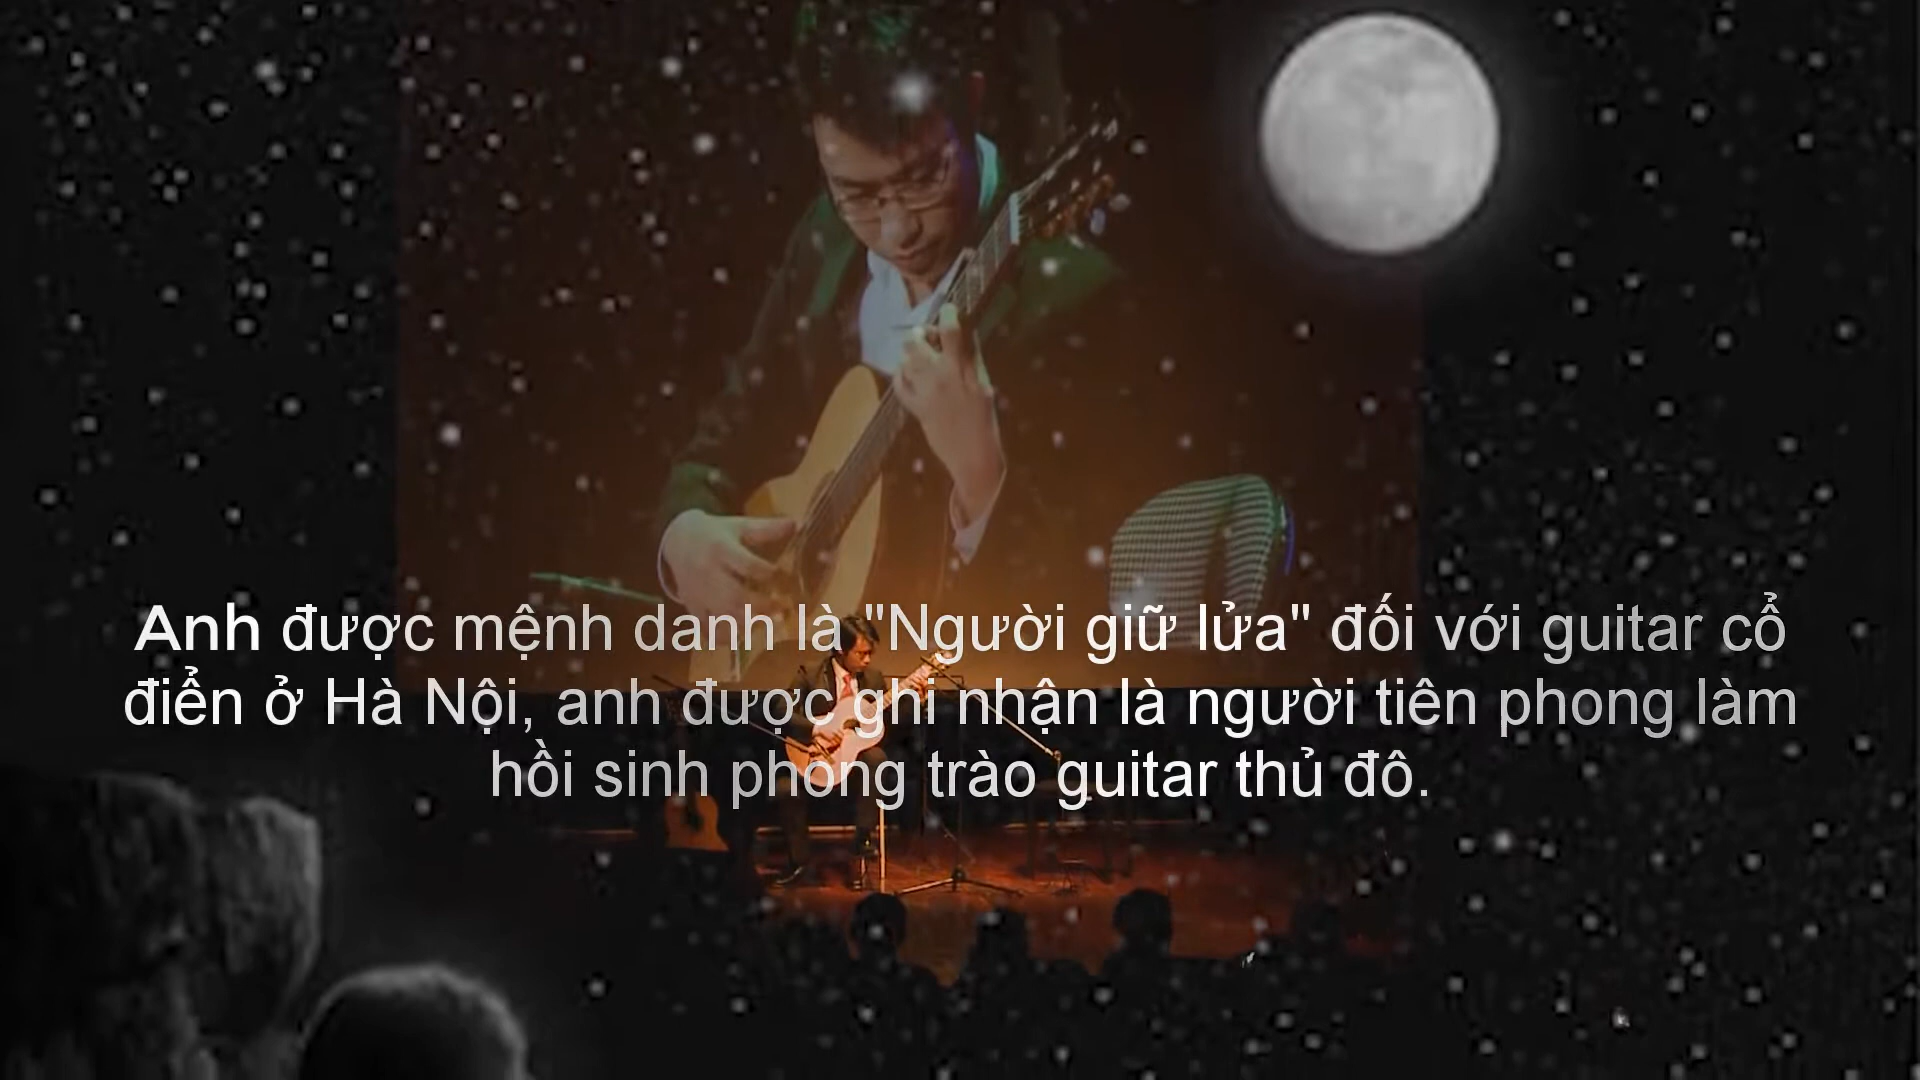 Anh được mệnh danh là "Người giữ lửa" đối với guitar cổ
điển ở Hà Nội, anh được ghi nhận là người tiên phong làm
hồi sinh phong trào guitar thủ đô.